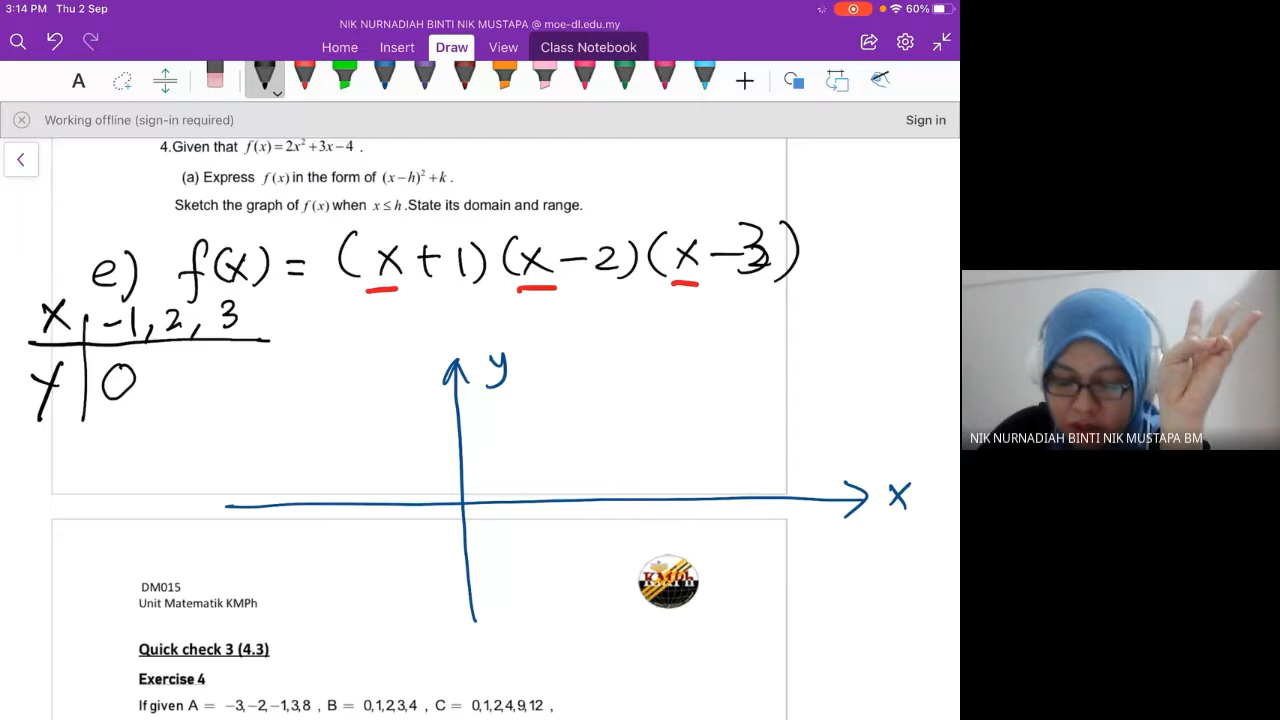 3:14 PM Thu 2 Sep
60%
NIK NURNADIAH BINTI NIK MUSTAPA @ moe-dl.edu.my
Home Insert Draw View Class Notebook
A
Working offline (sign-in required) Sign in
4.Given that f(x) = 2x² + 3x − 4 .
(a) Express f(x) in the form of (x − h)² + k .
Sketch the graph of f(x) when x ≤ h .State its domain and range.
e) f(x) = (x + 1)(x − 2)(x − 3)
x -1, 2, 3
y 0
y
x
NIK NURNADIAH BINTI NIK MUSTAPA BM
KMPh
DM015
Unit Matematik KMPh
Quick check 3 (4.3)
Exercise 4
If given A = −3,−2,−1,3,8 , B = 0,1,2,3,4 , C = 0,1,2,4,9,12 ,